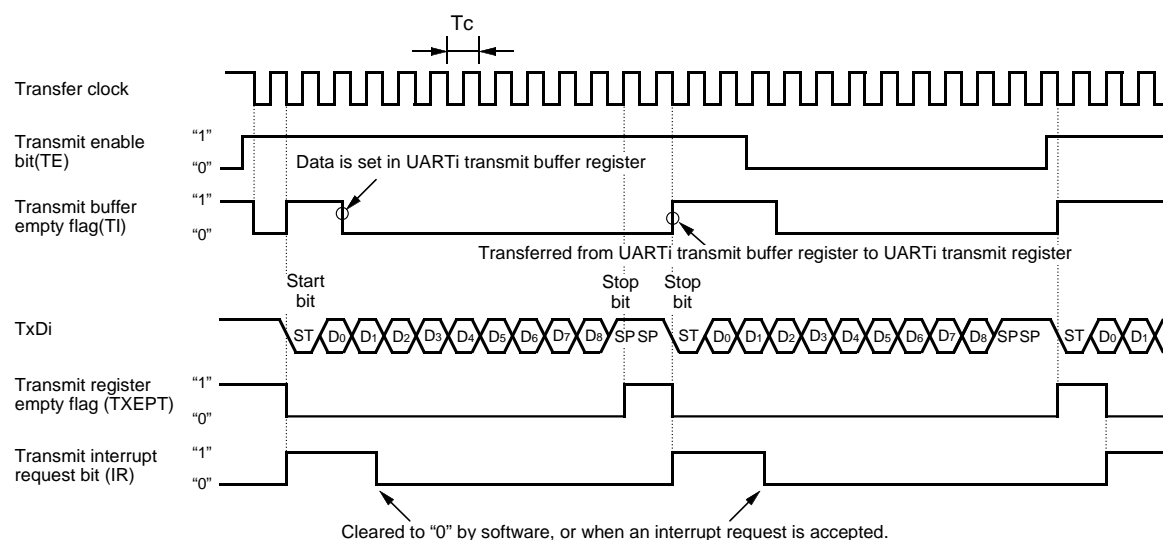 Tc
Transfer clock
Transmit enable
bit(TE)
“1”
“0”
Data is set in UARTi transmit buffer register
Transmit buffer
empty flag(TI)
“1”
“0”
Transferred from UARTi transmit buffer register to UARTi transmit register
Start
bit
Stop
bit
Stop
bit
TxDi
ST D0 D1 D2 D3 D4 D5 D6 D7 D8 SP SP ST D0 D1 D2 D3 D4 D5 D6 D7 D8 SP SP ST D0 D1
Transmit register
empty flag (TXEPT)
“1”
“0”
Transmit interrupt
request bit (IR)
“1”
“0”
Cleared to “0” by software, or when an interrupt request is accepted.